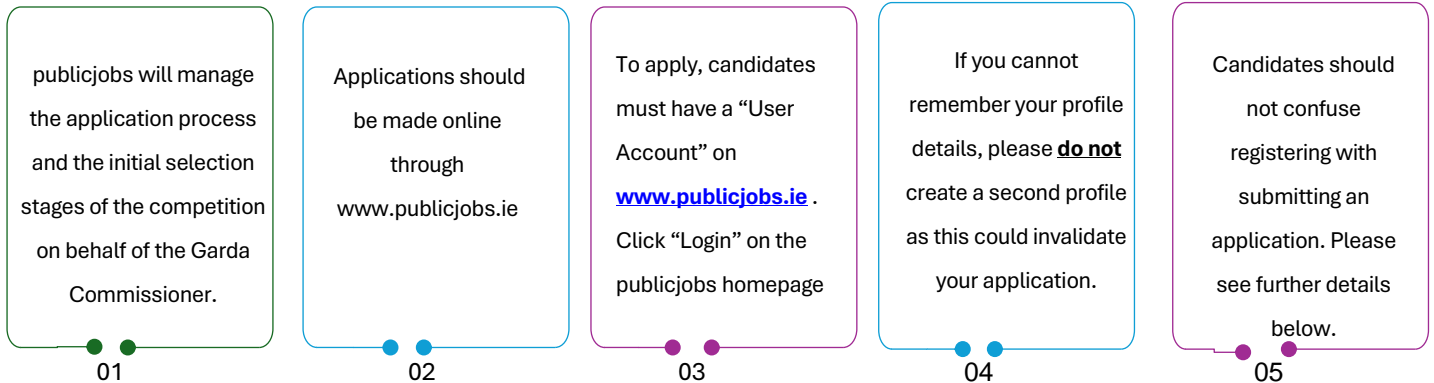 publicjobs will manage
the application process
and the initial selection
stages of the competition
on behalf of the Garda
Commissioner.
01
Applications should
be made online
through
www.publicjobs.ie
02
To apply, candidates
must have a “User
Account” on
www.publicjobs.ie .
Click “Login” on the
publicjobs homepage
03
If you cannot
remember your profile
details, please do not
create a second profile
as this could invalidate
your application.
04
Candidates should
not confuse
registering with
submitting an
application. Please
see further details
below.
05